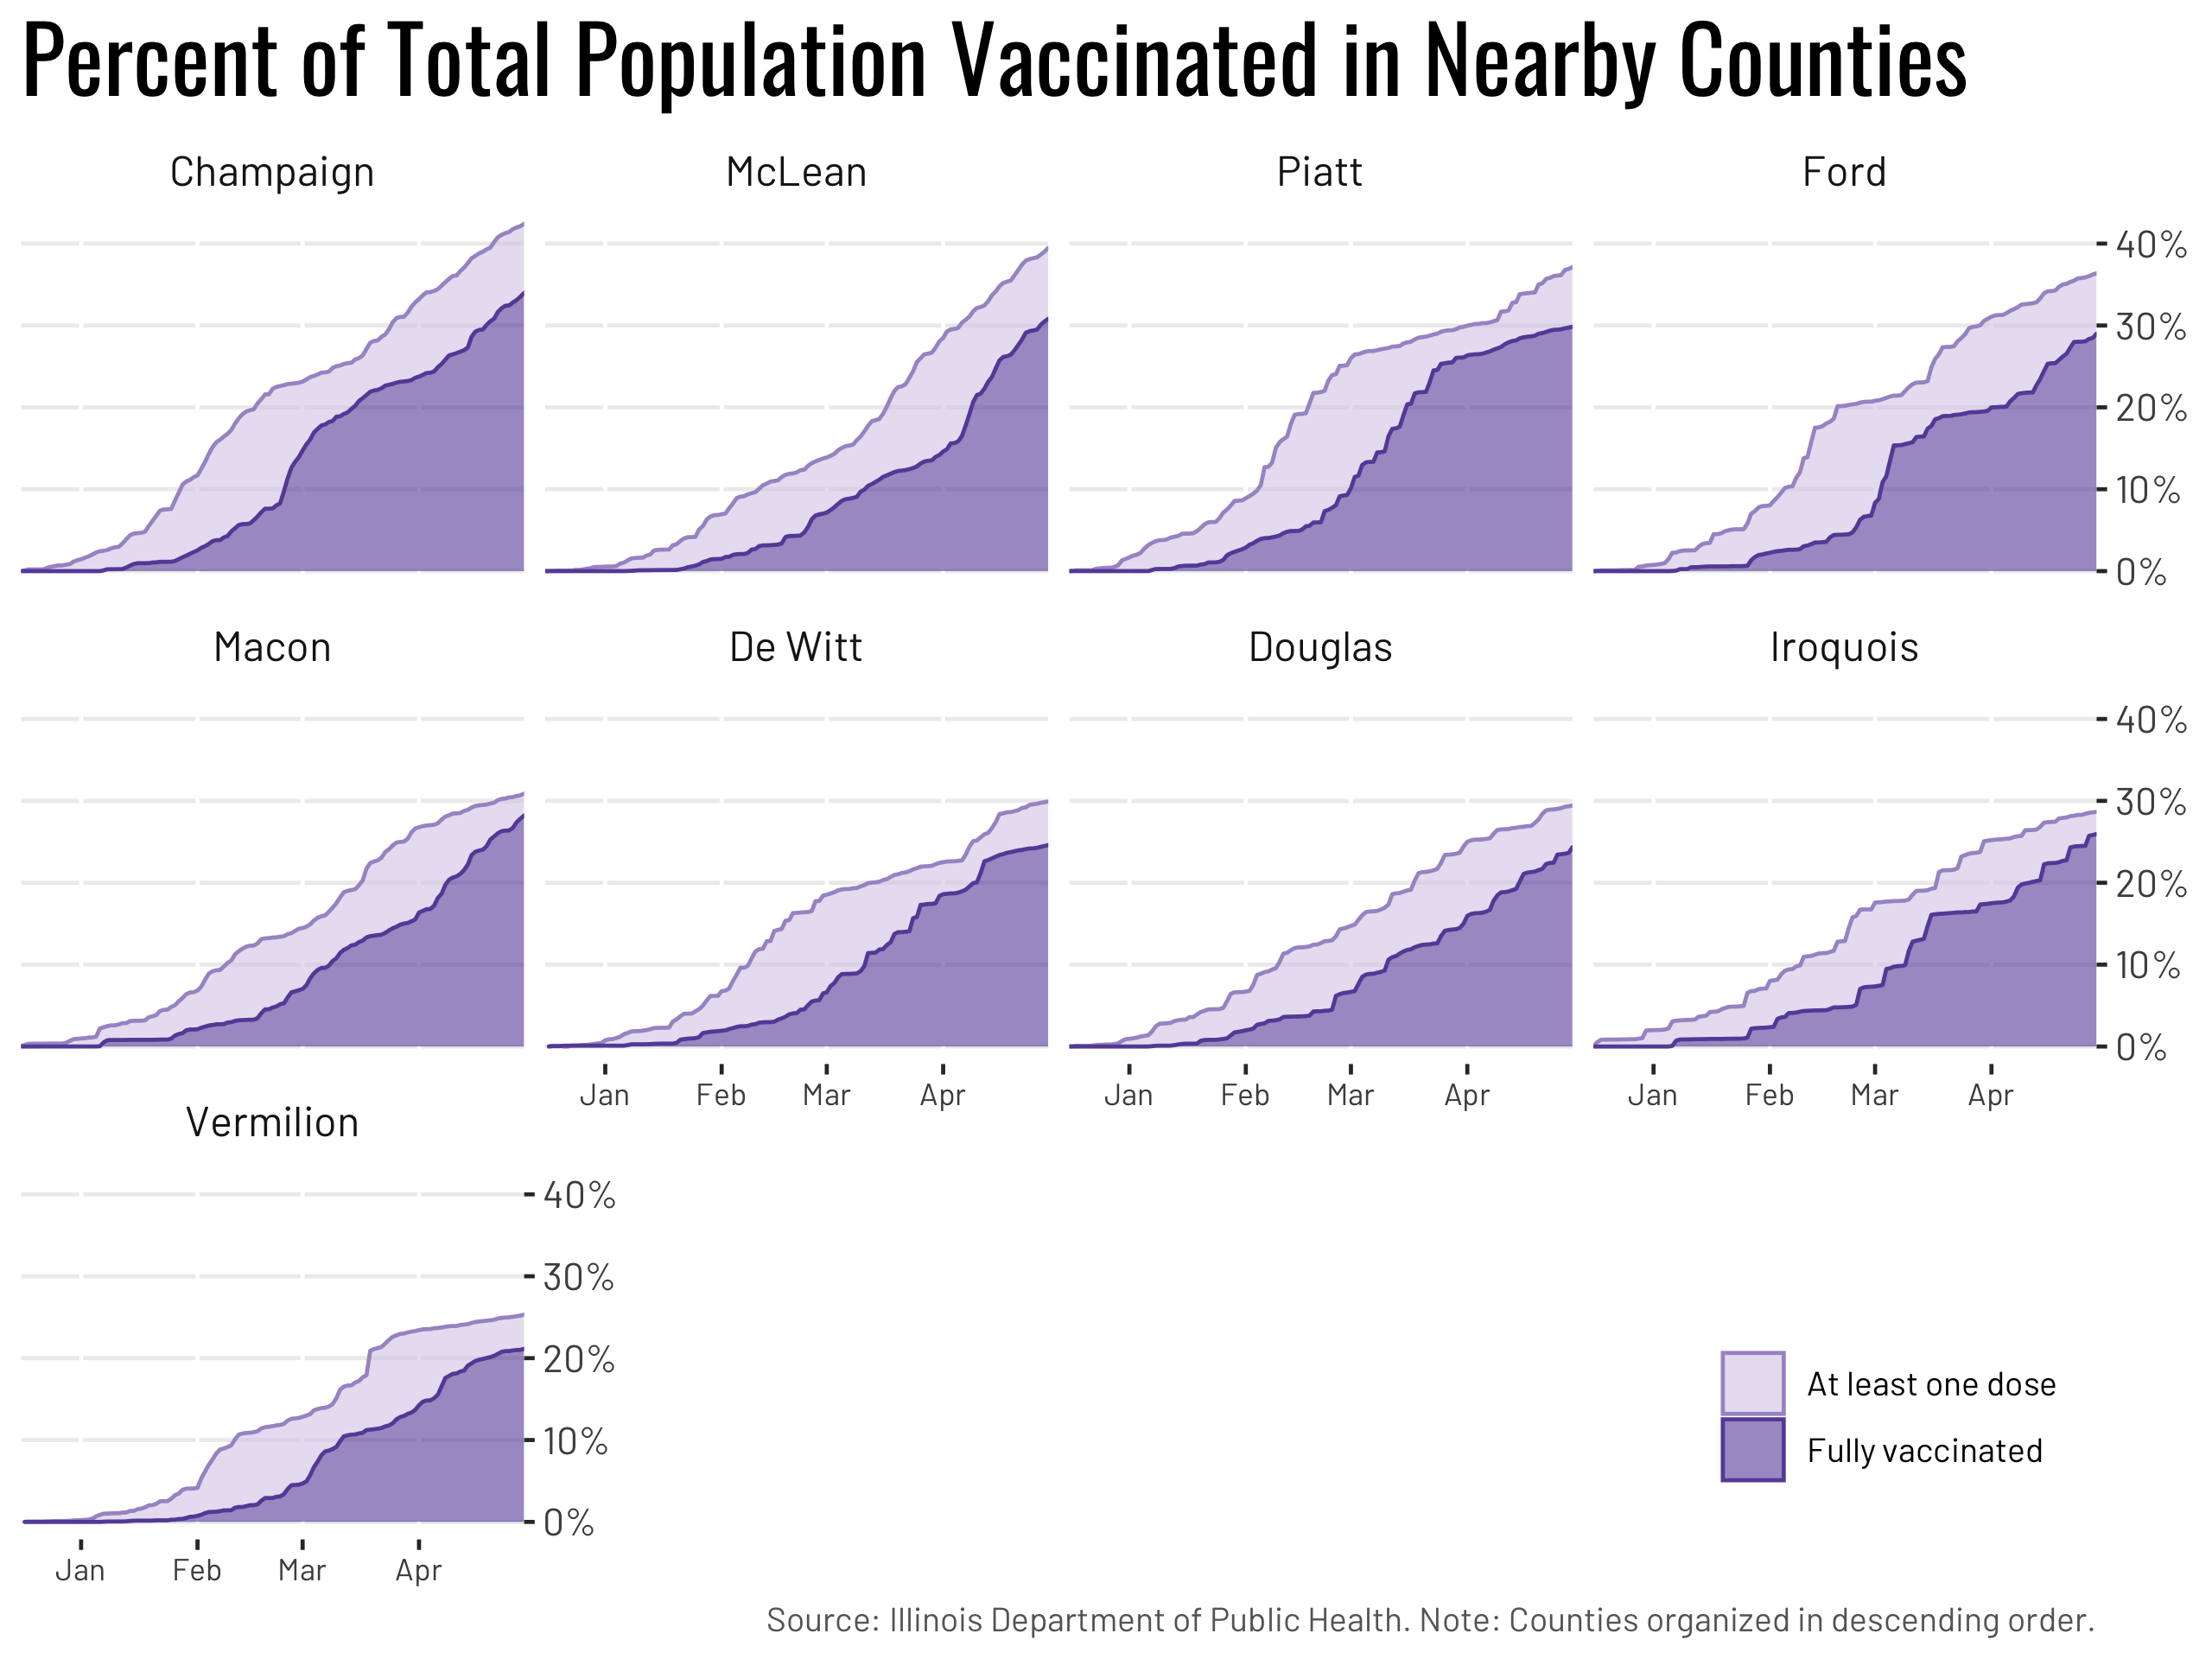 Percent of Total Population Vaccinated in Nearby Counties
Champaign
McLean
Piatt
Ford
40%
30%
20%
10%
0%
Macon
De Witt
Douglas
Iroquois
40%
30%
20%
10%
0%
Jan Feb Mar Apr
Jan Feb Mar Apr
Jan Feb Mar Apr
Vermilion
40%
30%
20%
10%
0%
Jan Feb Mar Apr
At least one dose
Fully vaccinated
Source: Illinois Department of Public Health. Note: Counties organized in descending order.